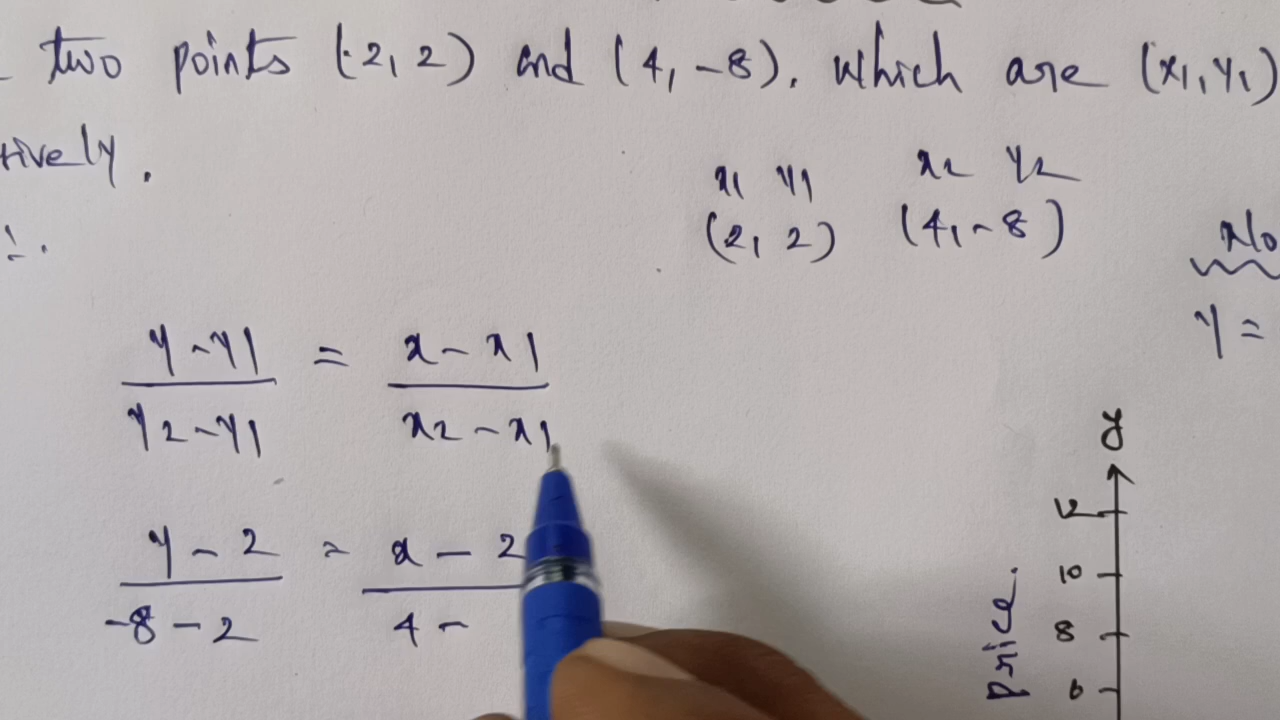 two points (-2, 2) and (4, -8). which are (x1, y1)
tively.
x1 y1 x2 y2
(2, 2) (4, -8)
No
y =
y - y1 = x - x1
y2 - y1 x2 - x1
y - 2 = x - 2
-8 - 2 4 -
y
12
10
8
6
price.